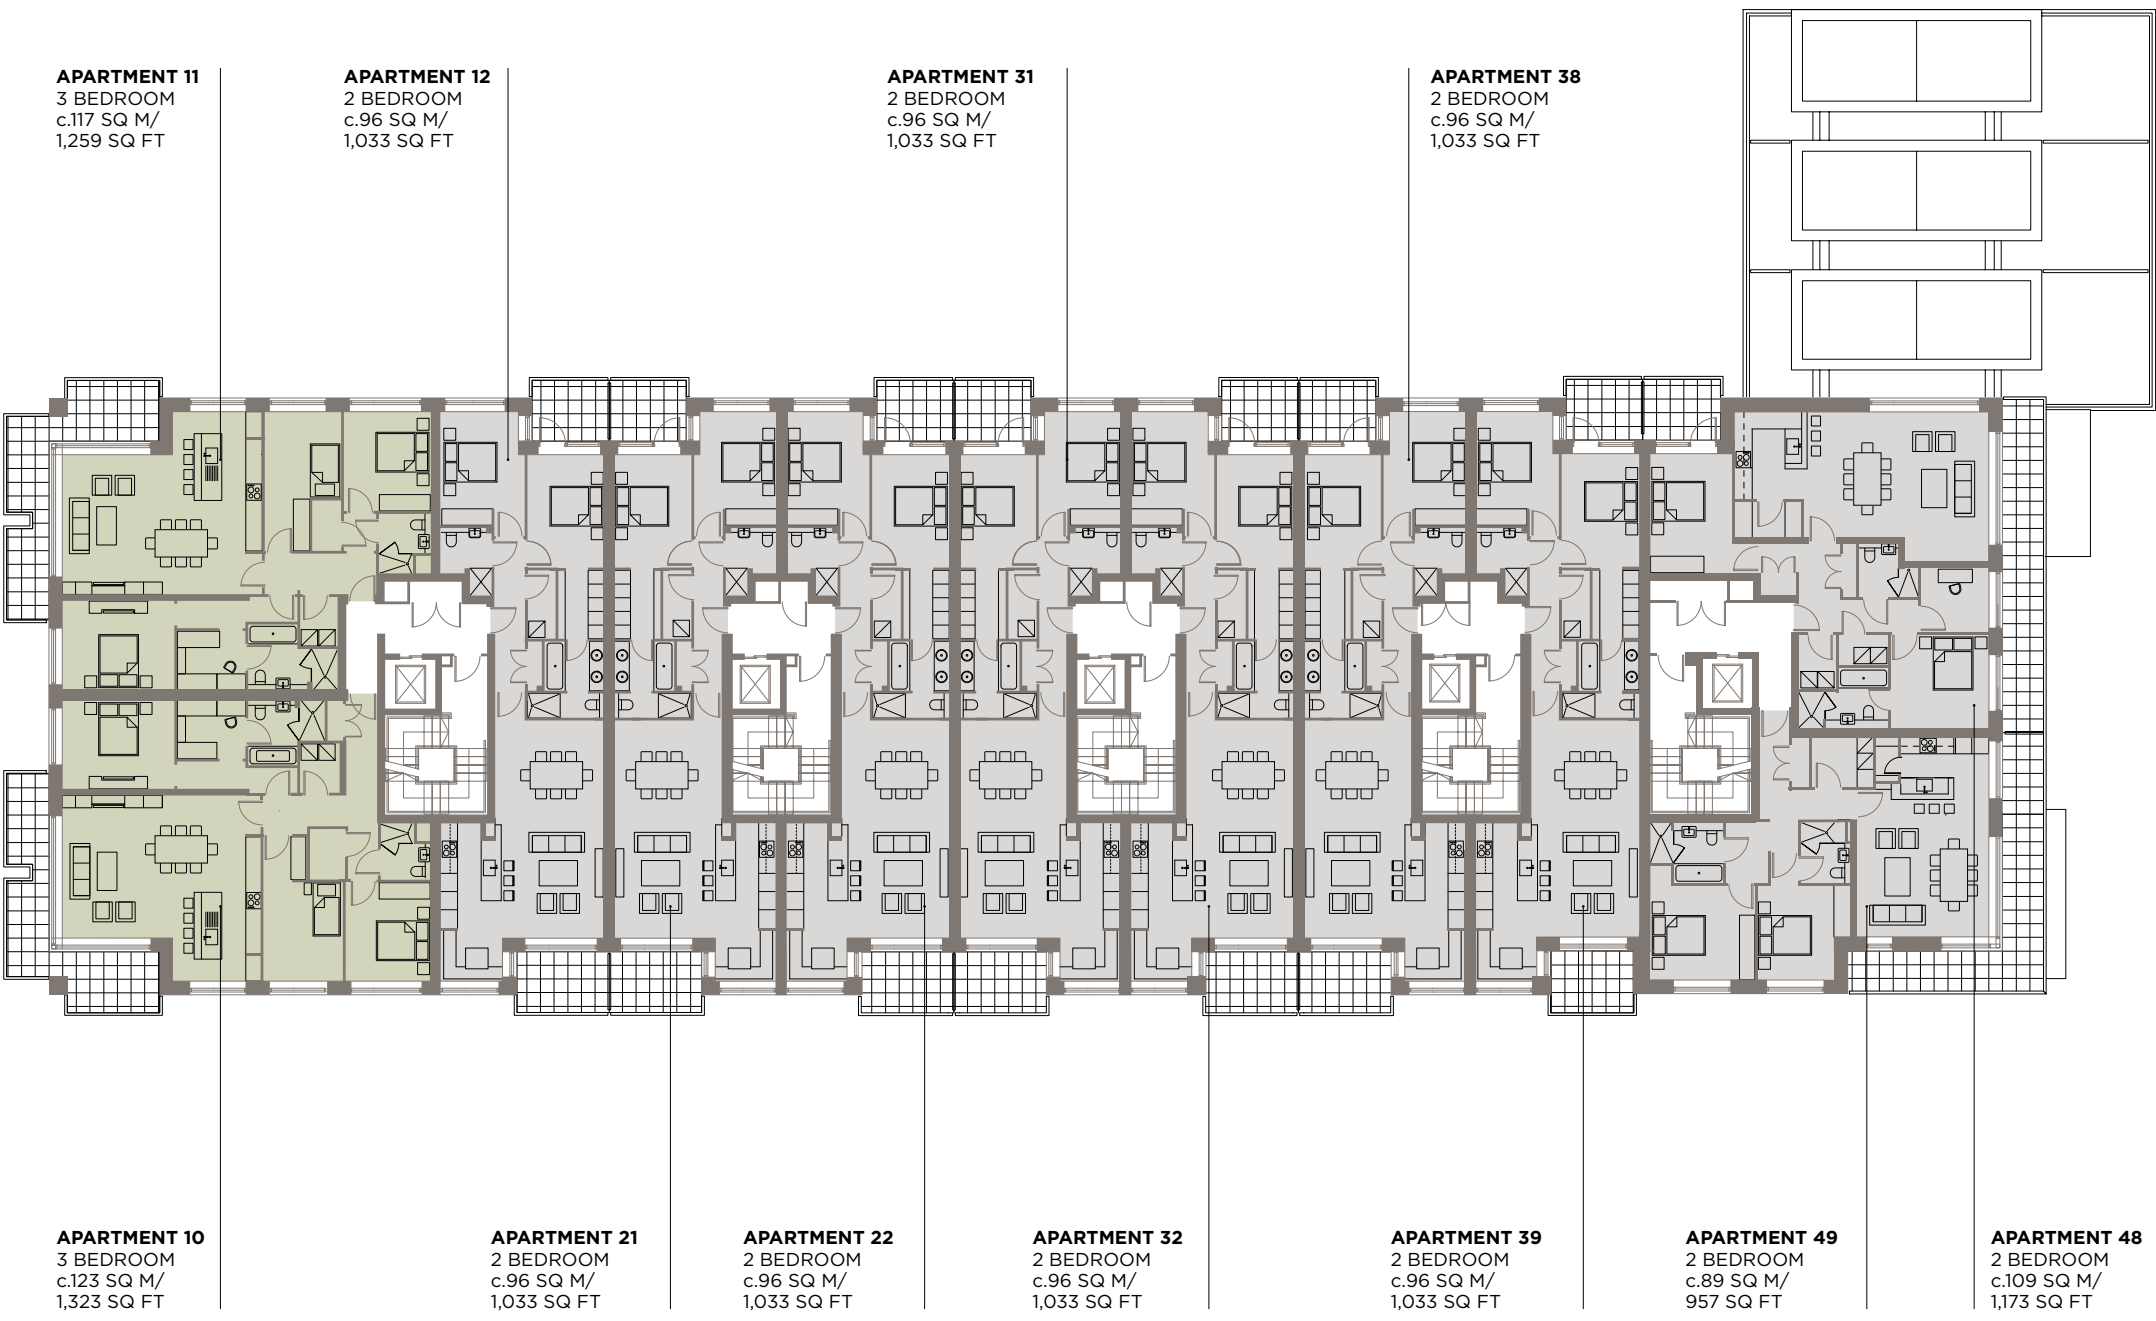 APARTMENT 11
3 BEDROOM
c.117 SQ M/
1,259 SQ FT
APARTMENT 12
2 BEDROOM
c.96 SQ M/
1,033 SQ FT
APARTMENT 31
2 BEDROOM
c.96 SQ M/
1,033 SQ FT
APARTMENT 38
2 BEDROOM
c.96 SQ M/
1,033 SQ FT
APARTMENT 10
3 BEDROOM
c.123 SQ M/
1,323 SQ FT
APARTMENT 21
2 BEDROOM
c.96 SQ M/
1,033 SQ FT
APARTMENT 22
2 BEDROOM
c.96 SQ M/
1,033 SQ FT
APARTMENT 32
2 BEDROOM
c.96 SQ M/
1,033 SQ FT
APARTMENT 39
2 BEDROOM
c.96 SQ M/
1,033 SQ FT
APARTMENT 49
2 BEDROOM
c.89 SQ M/
957 SQ FT
APARTMENT 48
2 BEDROOM
c.109 SQ M/
1,173 SQ FT